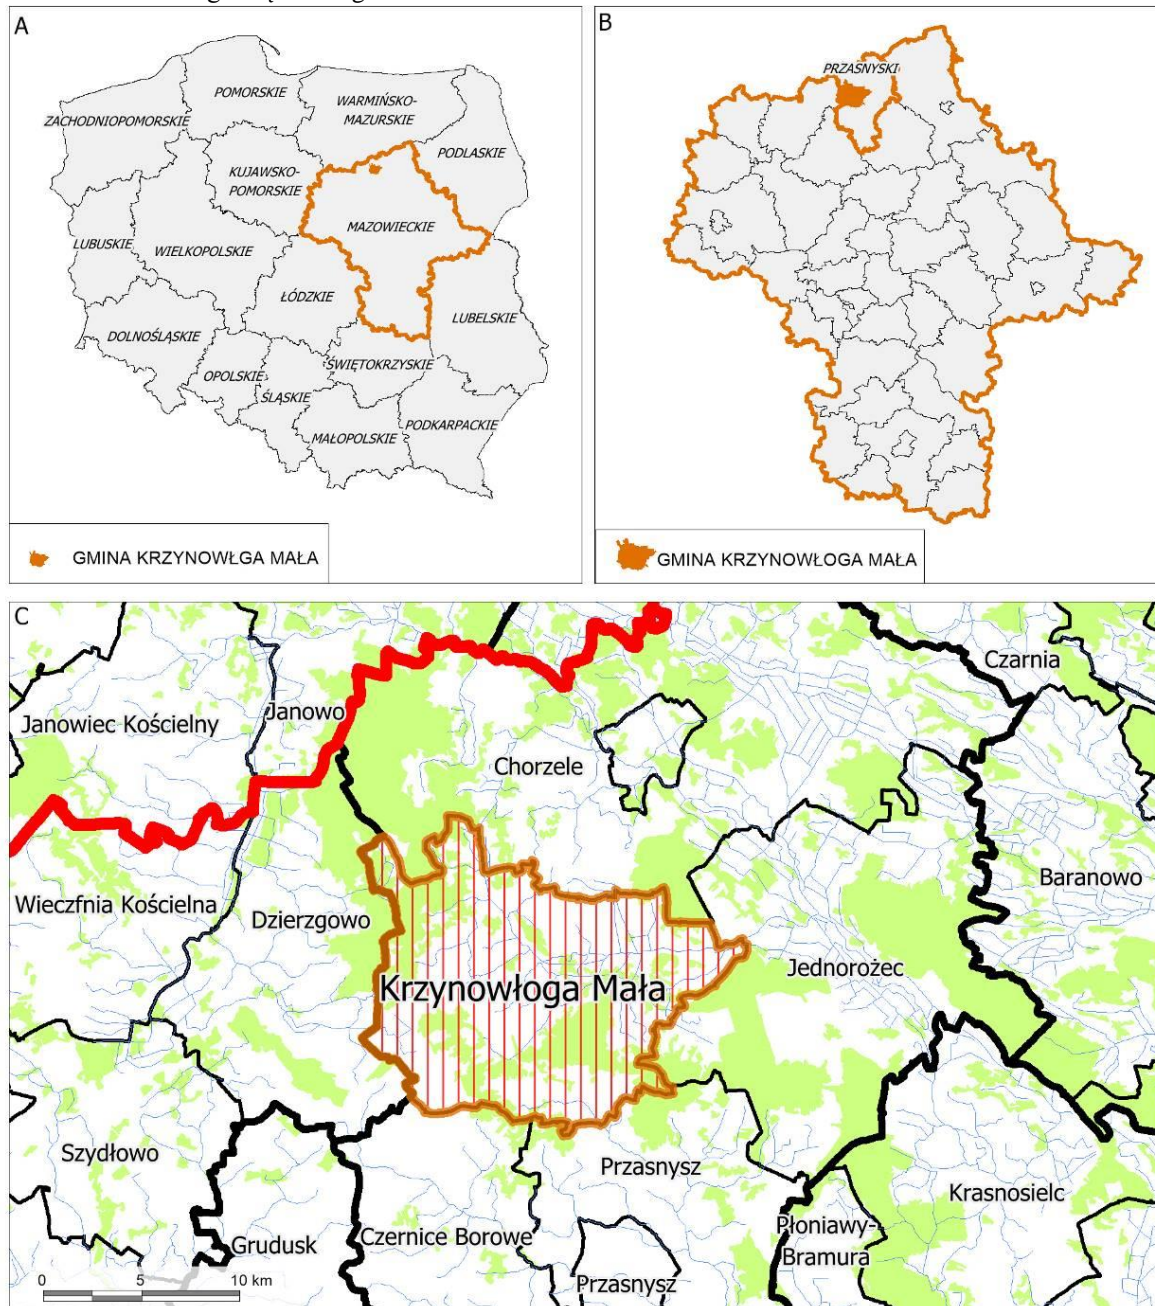 A
POMORSKIE
WARMIŃSKO-
MAZURSKIE
ZACHODNIOPOMORSKIE
PODLASKIE
KUJAWSKO-
POMORSKIE
MAZOWIECKIE
LUBUSKIE
WIELKOPOLSKIE
ŁÓDZKIE
LUBELSKIE
DOLNOŚLĄSKIE
OPOLSKIE
ŚWIĘTOKRZYSKIE
ŚLĄSKIE
MAŁOPOLSKIE
PODKARPACKIE
GMINA KRZYNOWŁGA MAŁA
B
PRZASNYSKI
GMINA KRZYNOWŁOGA MAŁA
C
Czarnia
Janowo
Janowiec Kościelny
Chorzele
Baranowo
Wieczfnia Kościelna
Dzierzgowo
Jednorożec
Krzynowłoga Mała
Szydłowo
Przasnysz
Krasnosielc
Płoniawy-
Bramura
Grudusk
Czernice Borowe
Przasnysz
0 5 10 km